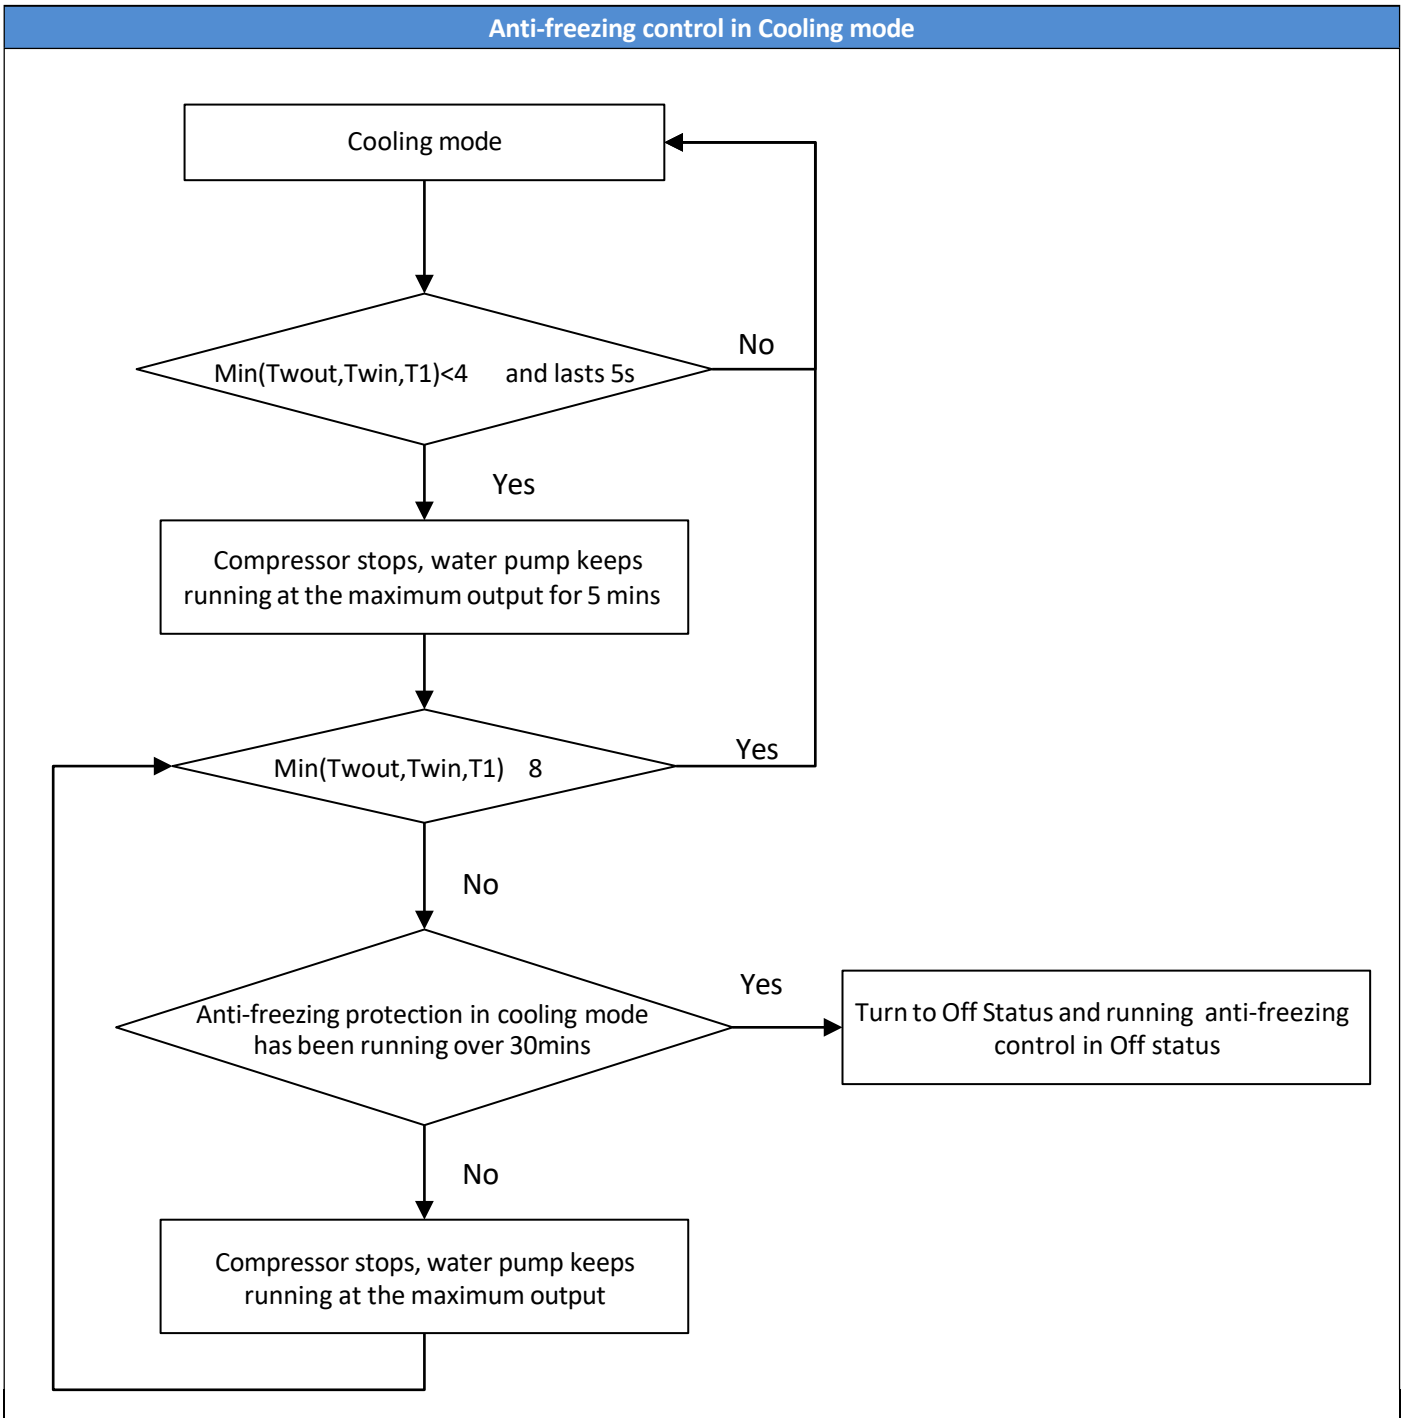 Anti-freezing control in Cooling mode
Cooling mode
No
Min(Twout,Twin,T1)<4 and lasts 5s
Yes
Compressor stops, water pump keeps
running at the maximum output for 5 mins
Yes
Min(Twout,Twin,T1) 8
No
Yes
Anti-freezing protection in cooling mode
has been running over 30mins
Turn to Off Status and running anti-freezing
control in Off status
No
Compressor stops, water pump keeps
running at the maximum output